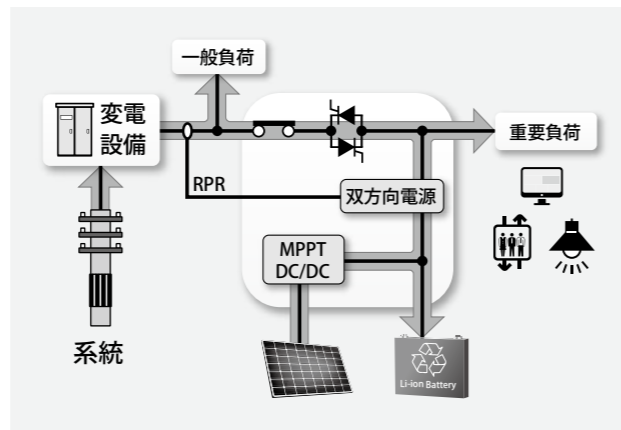 一般負荷
変電
設備
重要負荷
RPR
双方向電源
MPPT
DC/DC
系統
Li-ion Battery